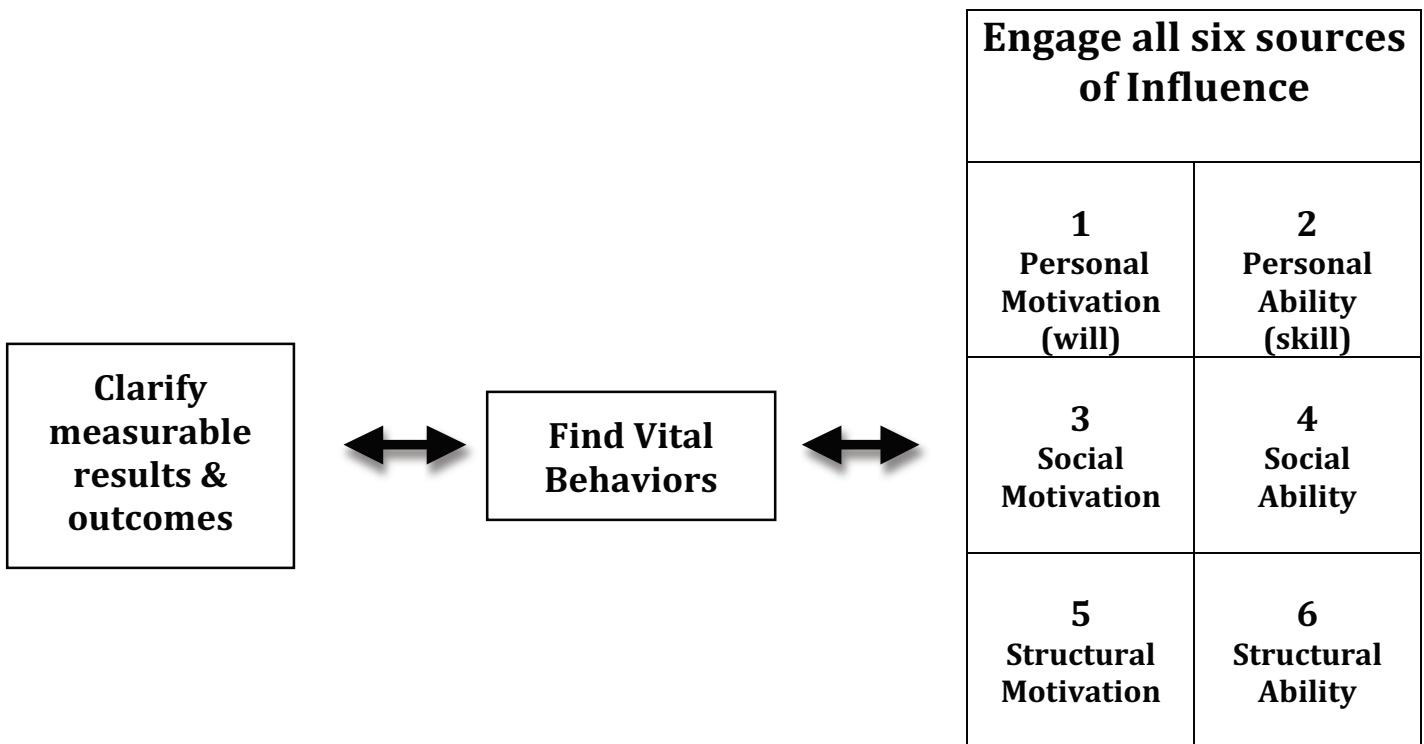 Engage all six sources
of Influence
1
Personal
Motivation
(will)
2
Personal
Ability
(skill)
Clarify
measurable
results &
outcomes
Find Vital
Behaviors
3
Social
Motivation
4
Social
Ability
5
Structural
Motivation
6
Structural
Ability